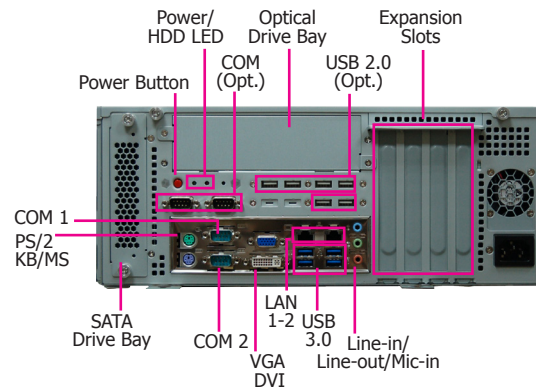 Power/
HDD LED
Optical
Drive Bay
Expansion
Slots
COM
(Opt.)
USB 2.0
(Opt.)
Power Button
COM 1
PS/2
KB/MS
SATA
Drive Bay
COM 2
VGA
DVI
LAN
1-2
USB
3.0
Line-in/
Line-out/Mic-in